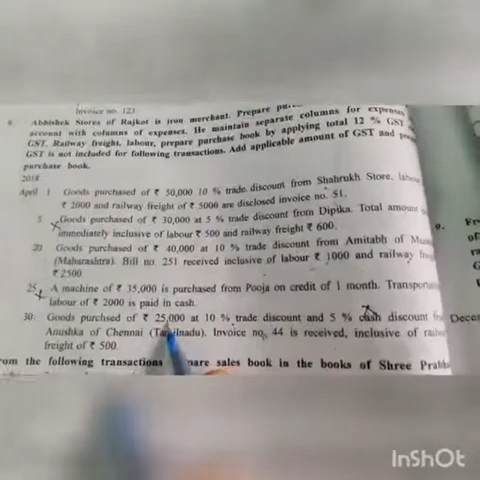 Invoice no. 123
8. Abhishek Stores of Rajkot is iron merchant. Prepare
account with columns of expenses. He maintain separate columns for expenses
GST, Railway freight, labour, prepare purchase book by applying total 12 % GST
GST is not included for following transactions. Add applicable amount of GST and
purchase book.
2018
April 1 Goods purchased of ₹ 50,000 10 % trade discount from Shahrukh Store,
₹ 2000 and railway freight of ₹ 5000 are disclosed invoice no. 51.
5 Goods purchased of ₹ 30,000 at 5 % trade discount from Dipika. Total amount
immediately inclusive of labour ₹ 500 and railway freight ₹ 600.
9.
20 Goods purchased of ₹ 40,000 at 10 % trade discount from Amitabh of
(Maharashtra). Bill no. 251 received inclusive of labour ₹ 1000 and railway
₹ 2500
25 A machine of ₹ 35,000 is purchased from Pooja on credit of 1 month.
labour of ₹ 2000 is paid in cash.
30 Goods purchsed of ₹ 25,000 at 10 % trade discount and 5 % cash discount
Anushka of Chennai (Tamilnadu). Invoice no. 44 is received, inclusive of
freight of ₹ 500.
the following transactions sales book in the books of Shree
InShOt